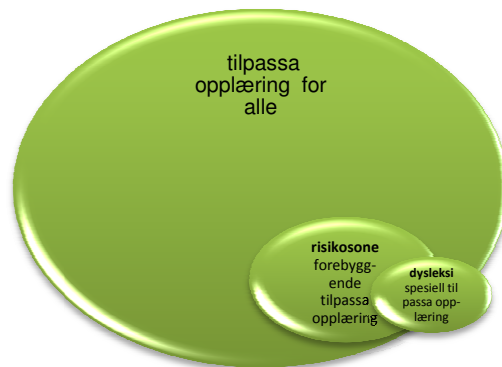 tilpassa
opplæring for
alle
risikosone
forebygg-
ende
tilpassa
opplæring
dysleksi
spesiell til
passa opp-
læring